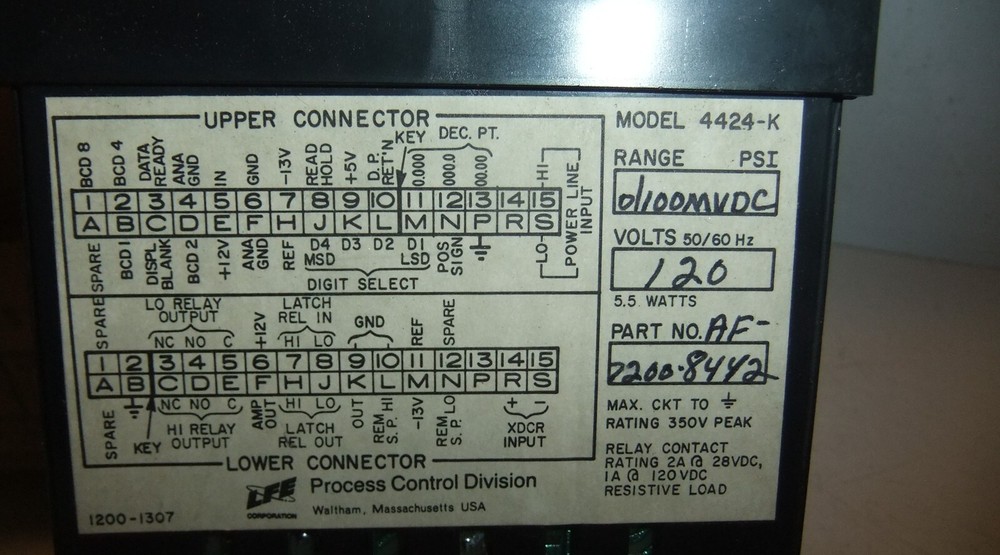 UPPER CONNECTOR
KEY DEC. PT.
BCD 8 BCD 4 DATA READY ANA GND IN GND -13V READ HOLD +5V D.P. RET'N 0.000 000.0 00.00 HI
1 2 3 4 5 6 7 8 9 10 11 12 13 14 15
A B C D E F H J K L M N P R S
SPARE BCD 1 DISPL BLANK BCD 2 +12V ANA GND REF D4 MSD D3 D2 D1 LSD POS SIGN LO
POWER LINE INPUT
DIGIT SELECT
LO RELAY OUTPUT LATCH REL IN
SPARE NC NO C +12V HI LO GND REF SPARE
1 2 3 4 5 6 7 8 9 10 11 12 13 14 15
A B C D E F H J K L M N P R S
SPARE NC NO C AMP OUT HI LO OUT REM HI S.P. -13V REM LO S.P. + -
KEY HI RELAY OUTPUT LATCH REL OUT XDCR INPUT
LOWER CONNECTOR
LFE CORPORATION
Process Control Division
Waltham, Massachusetts USA
1200-1307
MODEL 4424-K
RANGE PSI
0/100MVDC
VOLTS 50/60 Hz
120
5.5 WATTS
PART NO. AF-
7200-8442
MAX. CKT TO ⏚
RATING 350V PEAK
RELAY CONTACT
RATING 2A @ 28VDC,
1A @ 120VDC
RESISTIVE LOAD